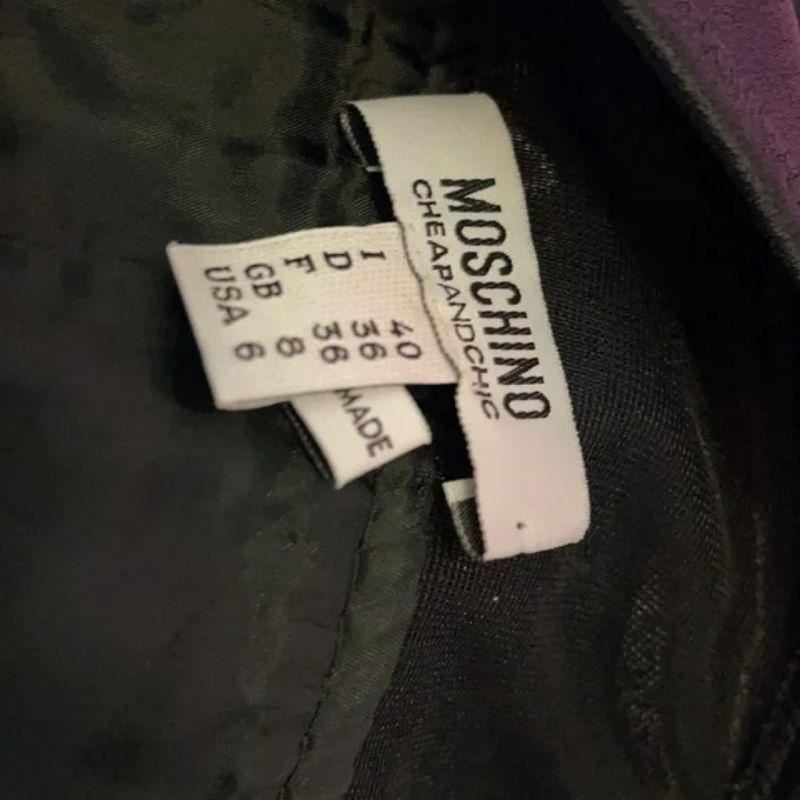 MOSCHINO
CHEAPANDCHIC
I 40
D 36
F 36
GB 8
USA 6
MADE